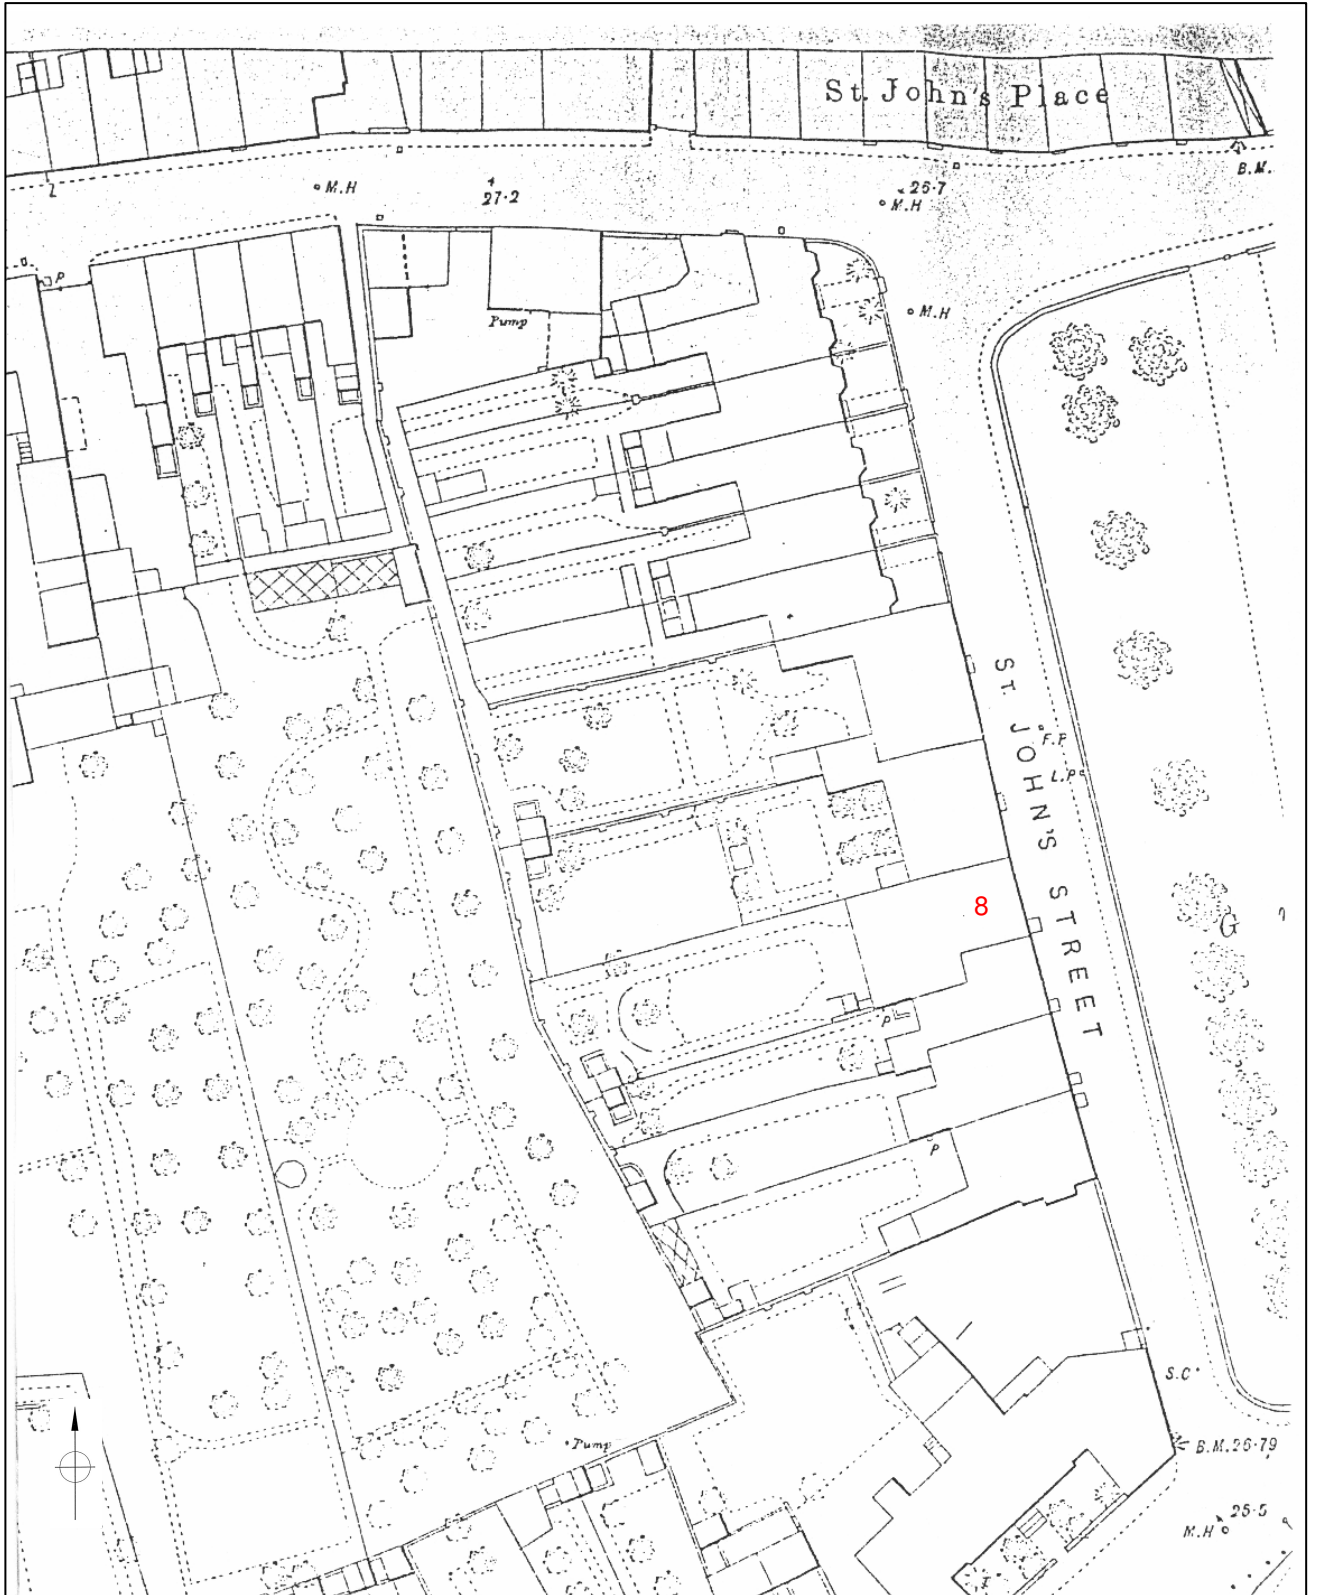 St. John's Place
B.M.
L
M.H
27·2
25·7
M.H
P
M.H
Pump
ST JOHN'S STREET
F.P
L.P
8
G
P
P
S.C
Pump
B.M.26·79
25·5
M.H